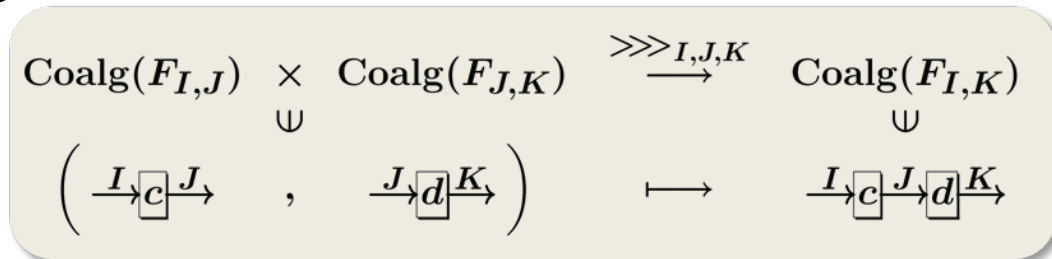 >>>I,J,K
Coalg(F_{I,J}) × Coalg(F_{J,K}) ⟶ Coalg(F_{I,K})
⋓ ⋓
( I c J , J d K ) ⟼ I c J d K